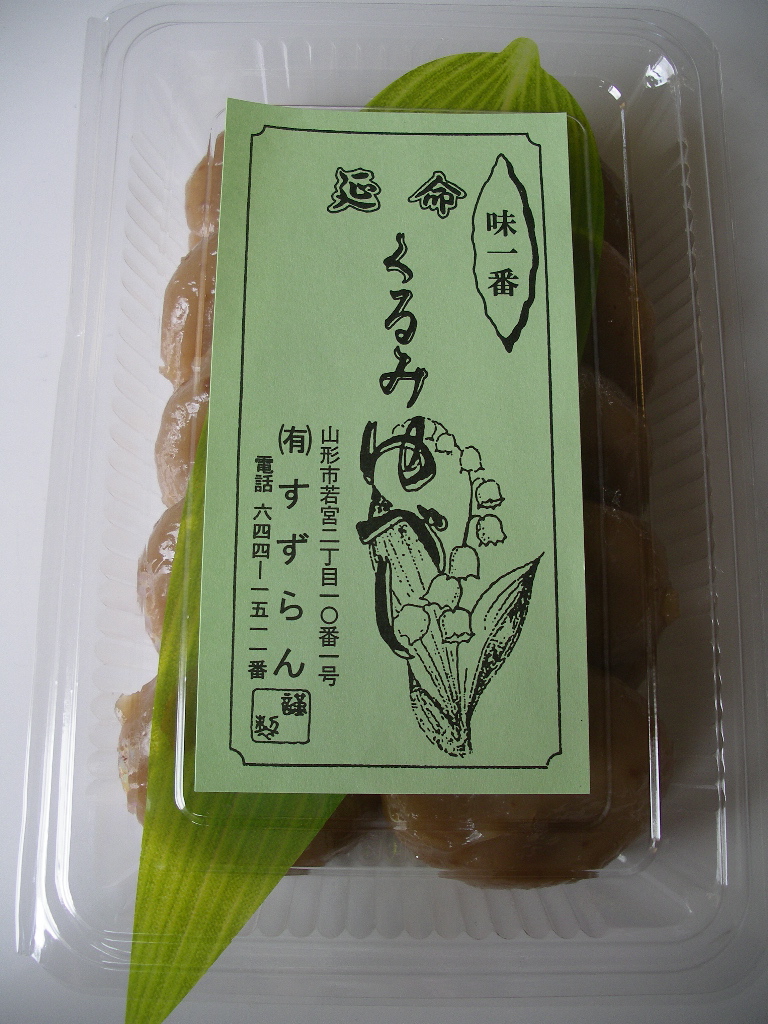 味一番
延命
くるみ
ゆべし
山形市若宮二丁目一〇番一号
㈲すずらん
電話 六四四ー一五一一番
謹製